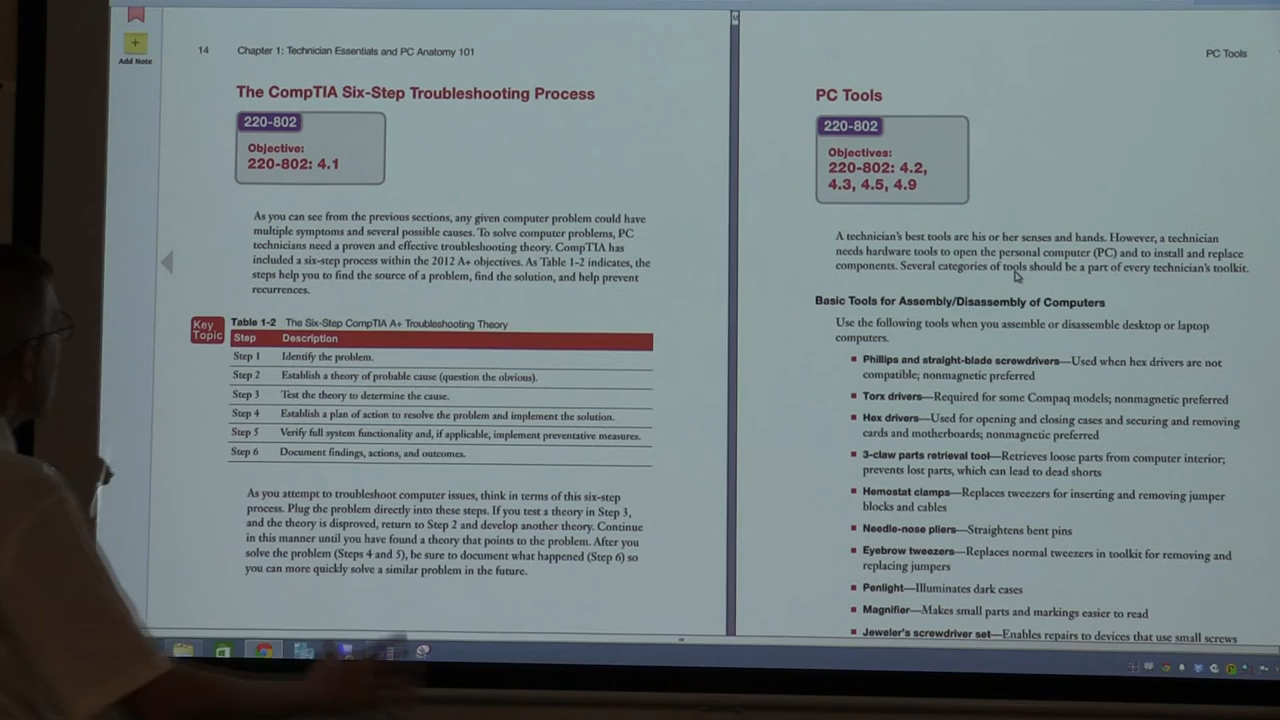 Add Note
14 Chapter 1: Technician Essentials and PC Anatomy 101
The CompTIA Six-Step Troubleshooting Process
220-802
Objective:
220-802: 4.1
As you can see from the previous sections, any given computer problem could have
multiple symptoms and several possible causes. To solve computer problems, PC
technicians need a proven and effective troubleshooting theory. CompTIA has
included a six-step process within the 2012 A+ objectives. As Table 1-2 indicates, the
steps help you to find the source of a problem, find the solution, and help prevent
recurrences.
Key
Topic
Table 1-2 The Six-Step CompTIA A+ Troubleshooting Theory
Step Description
Step 1 Identify the problem.
Step 2 Establish a theory of probable cause (question the obvious).
Step 3 Test the theory to determine the cause.
Step 4 Establish a plan of action to resolve the problem and implement the solution.
Step 5 Verify full system functionality and, if applicable, implement preventative measures.
Step 6 Document findings, actions, and outcomes.
As you attempt to troubleshoot computer issues, think in terms of this six-step
process. Plug the problem directly into these steps. If you test a theory in Step 3,
and the theory is disproved, return to Step 2 and develop another theory. Continue
in this manner until you have found a theory that points to the problem. After you
solve the problem (Steps 4 and 5), be sure to document what happened (Step 6) so
you can more quickly solve a similar problem in the future.
PC Tools
PC Tools
220-802
Objectives:
220-802: 4.2,
4.3, 4.5, 4.9
A technician's best tools are his or her senses and hands. However, a technician
needs hardware tools to open the personal computer (PC) and to install and replace
components. Several categories of tools should be a part of every technician's toolkit.
Basic Tools for Assembly/Disassembly of Computers
Use the following tools when you assemble or disassemble desktop or laptop
computers.
■ Phillips and straight-blade screwdrivers—Used when hex drivers are not
compatible; nonmagnetic preferred
■ Torx drivers—Required for some Compaq models; nonmagnetic preferred
■ Hex drivers—Used for opening and closing cases and securing and removing
cards and motherboards; nonmagnetic preferred
■ 3-claw parts retrieval tool—Retrieves loose parts from computer interior;
prevents lost parts, which can lead to dead shorts
■ Hemostat clamps—Replaces tweezers for inserting and removing jumper
blocks and cables
■ Needle-nose pliers—Straightens bent pins
■ Eyebrow tweezers—Replaces normal tweezers in toolkit for removing and
replacing jumpers
■ Penlight—Illuminates dark cases
■ Magnifier—Makes small parts and markings easier to read
■ Jeweler's screwdriver set—Enables repairs to devices that use small screws